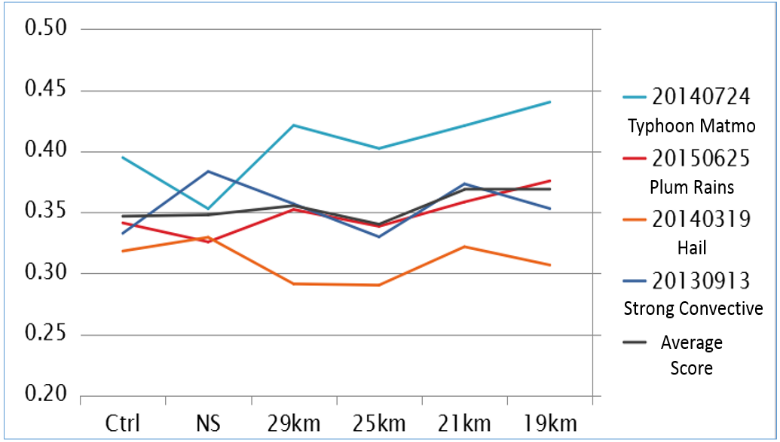 0.50
0.45
0.40
0.35
0.30
0.25
0.20
Ctrl NS 29km 25km 21km 19km
20140724
Typhoon Matmo
20150625
Plum Rains
20140319
Hail
20130913
Strong Convective
Average
Score